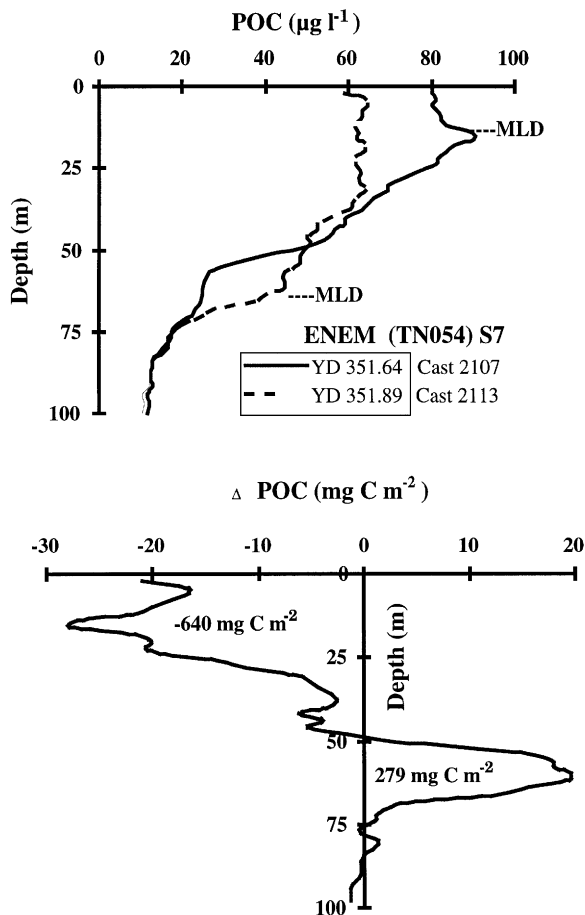 POC (µg l-1)
0 20 40 60 80 100
0
25
50
75
100
Depth (m)
----MLD
----MLD
ENEM (TN054) S7
YD 351.64 Cast 2107
YD 351.89 Cast 2113
Δ POC (mg C m-2)
-30 -20 -10 0 10 20
0
25
50
75
100
Depth (m)
-640 mg C m-2
279 mg C m-2